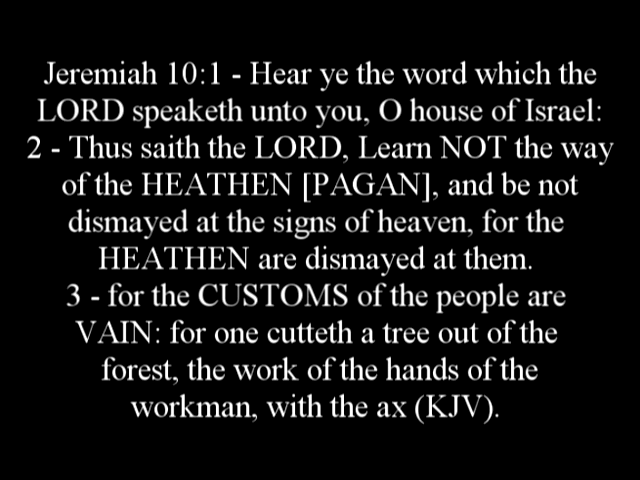 Jeremiah 10:1 - Hear ye the word which the
LORD speaketh unto you, O house of Israel:
2 - Thus saith the LORD, Learn NOT the way
of the HEATHEN [PAGAN], and be not
dismayed at the signs of heaven, for the
HEATHEN are dismayed at them.
3 - for the CUSTOMS of the people are
VAIN: for one cutteth a tree out of the
forest, the work of the hands of the
workman, with the ax (KJV).